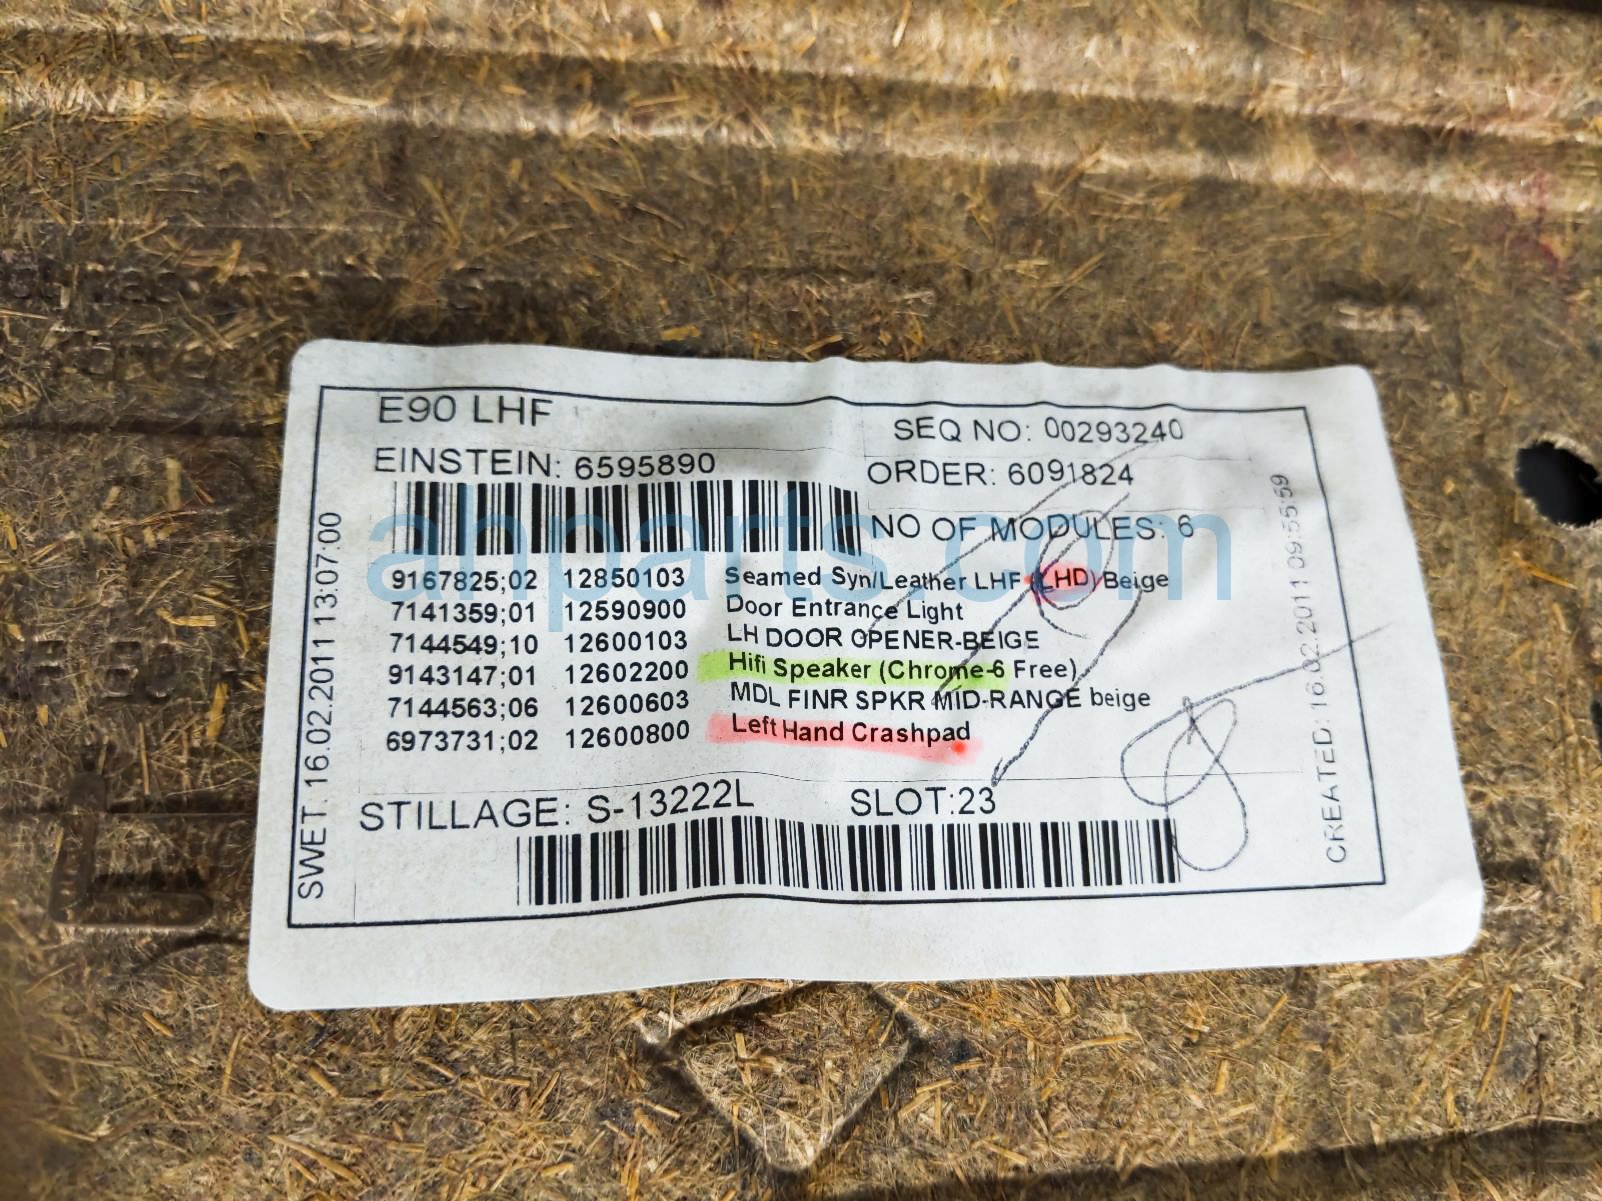 E90 LHF
SEQ NO: 00293240
EINSTEIN: 6595890
ORDER: 6091824
NO OF MODULES: 6
9167825;02 12850103 Seamed Syn/Leather LHF (LHD) Beige
7141359;01 12590900 Door Entrance Light
7144549;10 12600103 LH DOOR OPENER-BEIGE
9143147;01 12602200 Hifi Speaker (Chrome-6 Free)
7144563;06 12600603 MDL FINR SPKR MID-RANGE beige
6973731;02 12600800 Left Hand Crashpad
STILLAGE: S-13222L SLOT:23
SWET. 16.02.2011 13:07:00
CREATED: 16.02.2011 09:55:59
ahparts.com